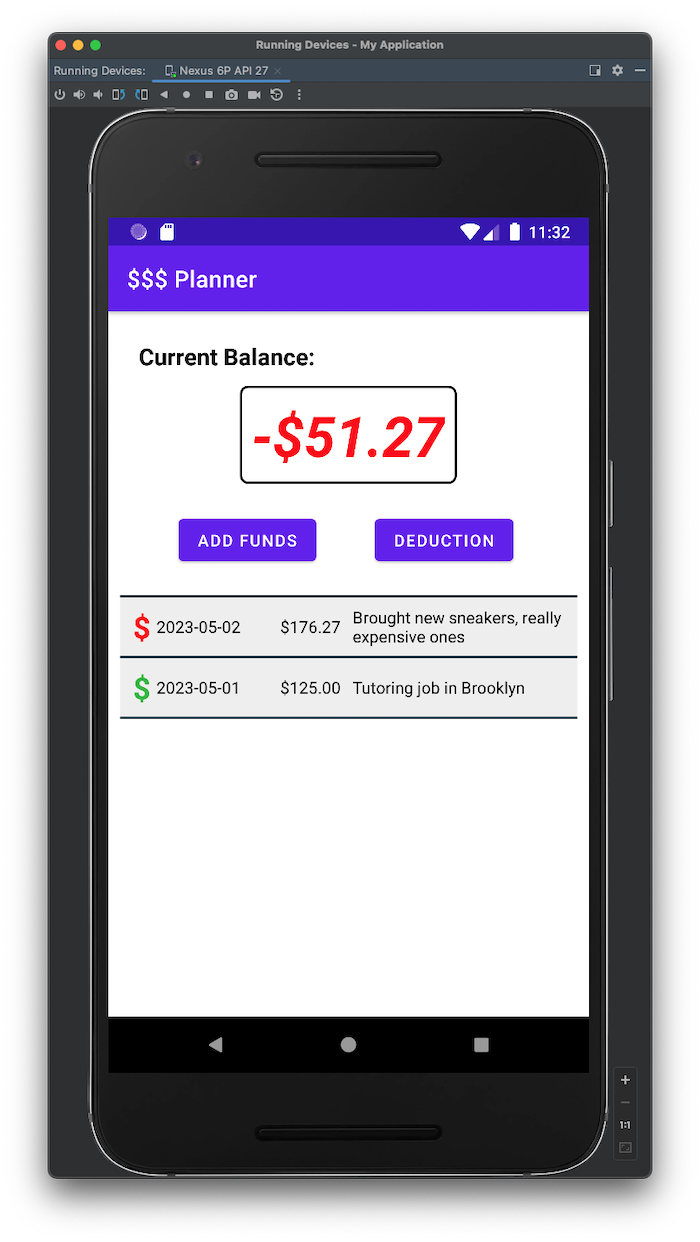 Running Devices - My Application
Running Devices: Nexus 6P API 27
11:32
$$$ Planner
Current Balance:
-$51.27
ADD FUNDS DEDUCTION
$ 2023-05-02 $176.27 Brought new sneakers, really
expensive ones
$ 2023-05-01 $125.00 Tutoring job in Brooklyn
1:1